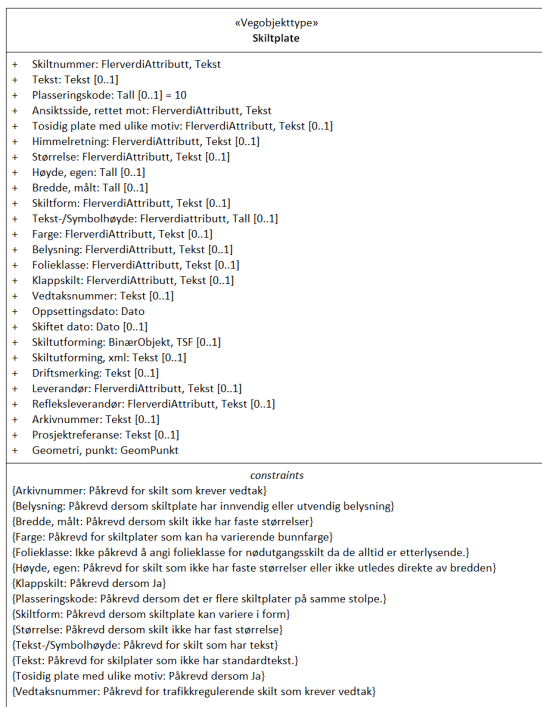 «Vegobjekttype»
Skiltplate
+ Skiltnummer: FlerverdiAttributt, Tekst
+ Tekst: Tekst [0..1]
+ Plasseringskode: Tall [0..1] = 10
+ Ansiktsside, rettet mot: FlerverdiAttributt, Tekst
+ Tosidig plate med ulike motiv: FlerverdiAttributt, Tekst [0..1]
+ Himmelretning: FlerverdiAttributt, Tekst [0..1]
+ Størrelse: FlerverdiAttributt, Tekst [0..1]
+ Høyde, egen: Tall [0..1]
+ Bredde, målt: Tall [0..1]
+ Skiltform: FlerverdiAttributt, Tekst [0..1]
+ Tekst-/Symbolhøyde: Flerverdiattributt, Tall [0..1]
+ Farge: FlerverdiAttributt, Tekst [0..1]
+ Belysning: FlerverdiAttributt, Tekst [0..1]
+ Folieklasse: FlerverdiAttributt, Tekst [0..1]
+ Klappskilt: FlerverdiAttributt, Tekst [0..1]
+ Vedtaksnummer: Tekst [0..1]
+ Oppsettingsdato: Dato
+ Skiftet dato: Dato [0..1]
+ Skiltutforming: BinærObjekt, TSF [0..1]
+ Skiltutforming, xml: Tekst [0..1]
+ Driftsmerking: Tekst [0..1]
+ Leverandør: FlerverdiAttributt, Tekst [0..1]
+ Refleksleverandør: FlerverdiAttributt, Tekst [0..1]
+ Arkivnummer: Tekst [0..1]
+ Prosjektreferanse: Tekst [0..1]
+ Geometri, punkt: GeomPunkt
constraints
{Arkivnummer: Påkrevd for skilt som krever vedtak}
{Belysning: Påkrevd dersom skiltplate har innvendig eller utvendig belysning}
{Bredde, målt: Påkrevd dersom skilt ikke har faste størrelser}
{Farge: Påkrevd for skiltplater som kan ha varierende bunnfarge}
{Folieklasse: Ikke påkrevd å angi folieklasse for nødutgangsskilt da de alltid er etterlysende.}
{Høyde, egen: Påkrevd for skilt som ikke har faste størrelser eller ikke utledes direkte av bredden}
{Klappskilt: Påkrevd dersom Ja}
{Plasseringskode: Påkrevd dersom det er flere skiltplater på samme stolpe.}
{Skiltform: Påkrevd dersom skiltplate kan variere i form}
{Størrelse: Påkrevd dersom skilt ikke har fast størrelse}
{Tekst-/Symbolhøyde: Påkrevd for skilt som har tekst}
{Tekst: Påkrevd for skilplater som ikke har standardtekst.}
{Tosidig plate med ulike motiv: Påkrevd dersom Ja}
{Vedtaksnummer: Påkrevd for trafikkregulerende skilt som krever vedtak}